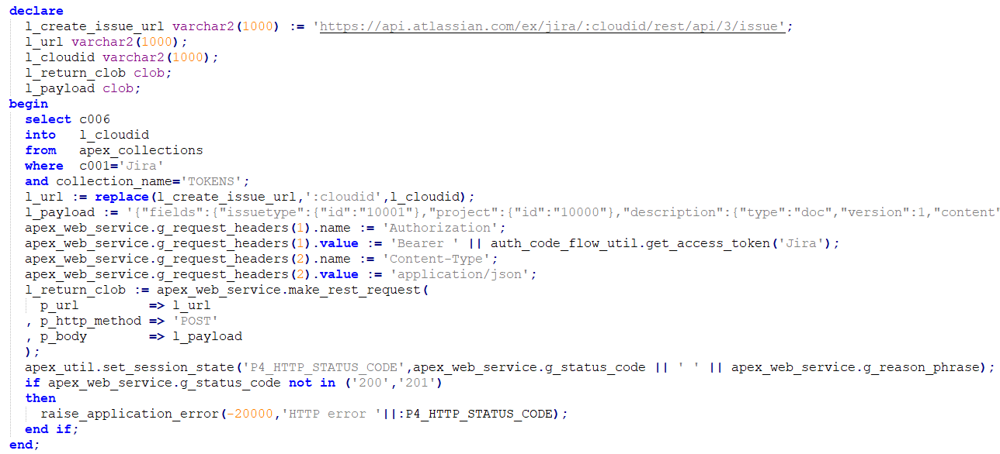 declare
  l_create_issue_url varchar2(1000) := 'https://api.atlassian.com/ex/jira/:cloudid/rest/api/3/issue';
  l_url varchar2(1000);
  l_cloudid varchar2(1000);
  l_return_clob clob;
  l_payload clob;
begin
  select c006
  into   l_cloudid
  from   apex_collections
  where  c001='Jira'
  and collection_name='TOKENS';
  l_url := replace(l_create_issue_url,':cloudid',l_cloudid);
  l_payload := '{"fields":{"issuetype":{"id":"10001"},"project":{"id":"10000"},"description":{"type":"doc","version":1,"content"
  apex_web_service.g_request_headers(1).name := 'Authorization';
  apex_web_service.g_request_headers(1).value := 'Bearer ' || auth_code_flow_util.get_access_token('Jira');
  apex_web_service.g_request_headers(2).name := 'Content-Type';
  apex_web_service.g_request_headers(2).value := 'application/json';
  l_return_clob := apex_web_service.make_rest_request(
    p_url         => l_url
  , p_http_method => 'POST'
  , p_body        => l_payload
  );
  apex_util.set_session_state('P4_HTTP_STATUS_CODE',apex_web_service.g_status_code || ' ' || apex_web_service.g_reason_phrase);
  if apex_web_service.g_status_code not in ('200','201')
  then
    raise_application_error(-20000,'HTTP error '||:P4_HTTP_STATUS_CODE);
  end if;
end;